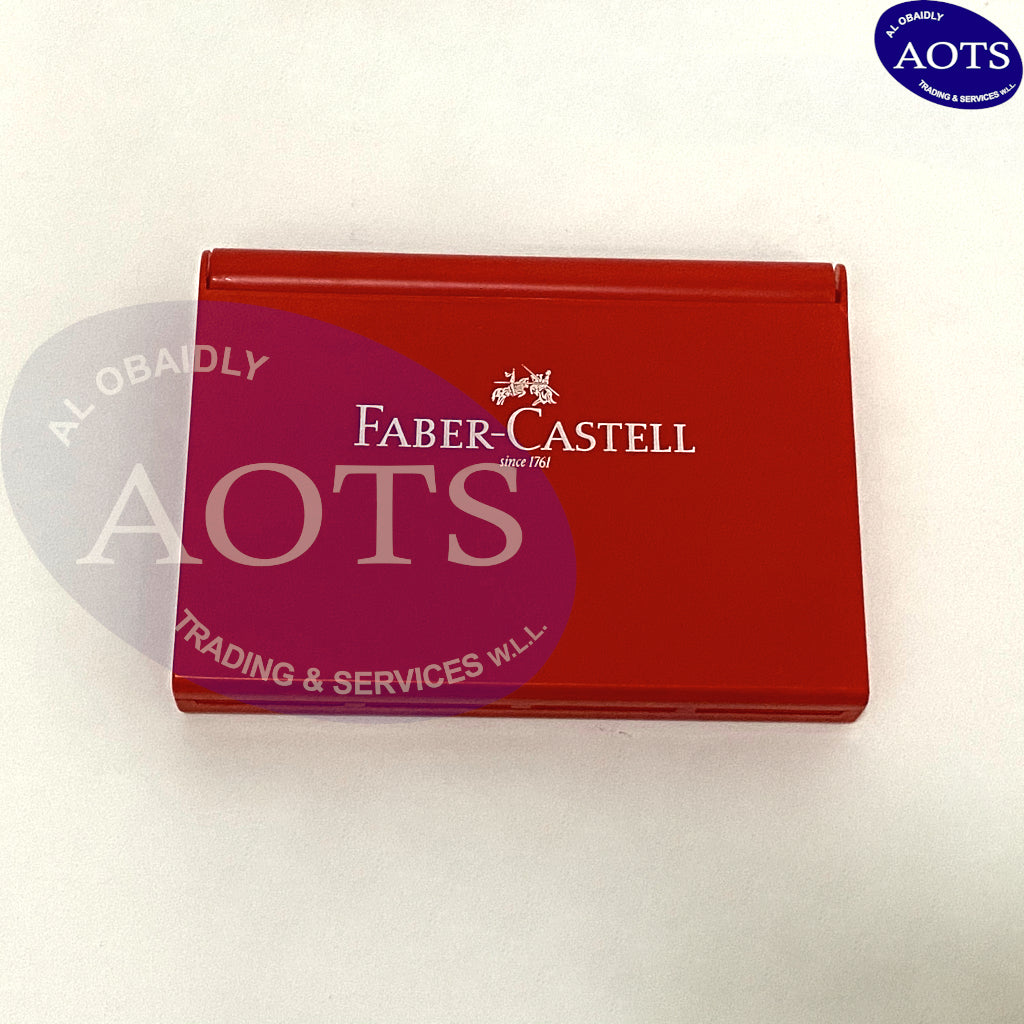 AL OBAIDLY
AOTS
TRADING & SERVICES W.L.L.
FABER-CASTELL
since 1761
AL OBAIDLY
AOTS
TRADING & SERVICES W.L.L.